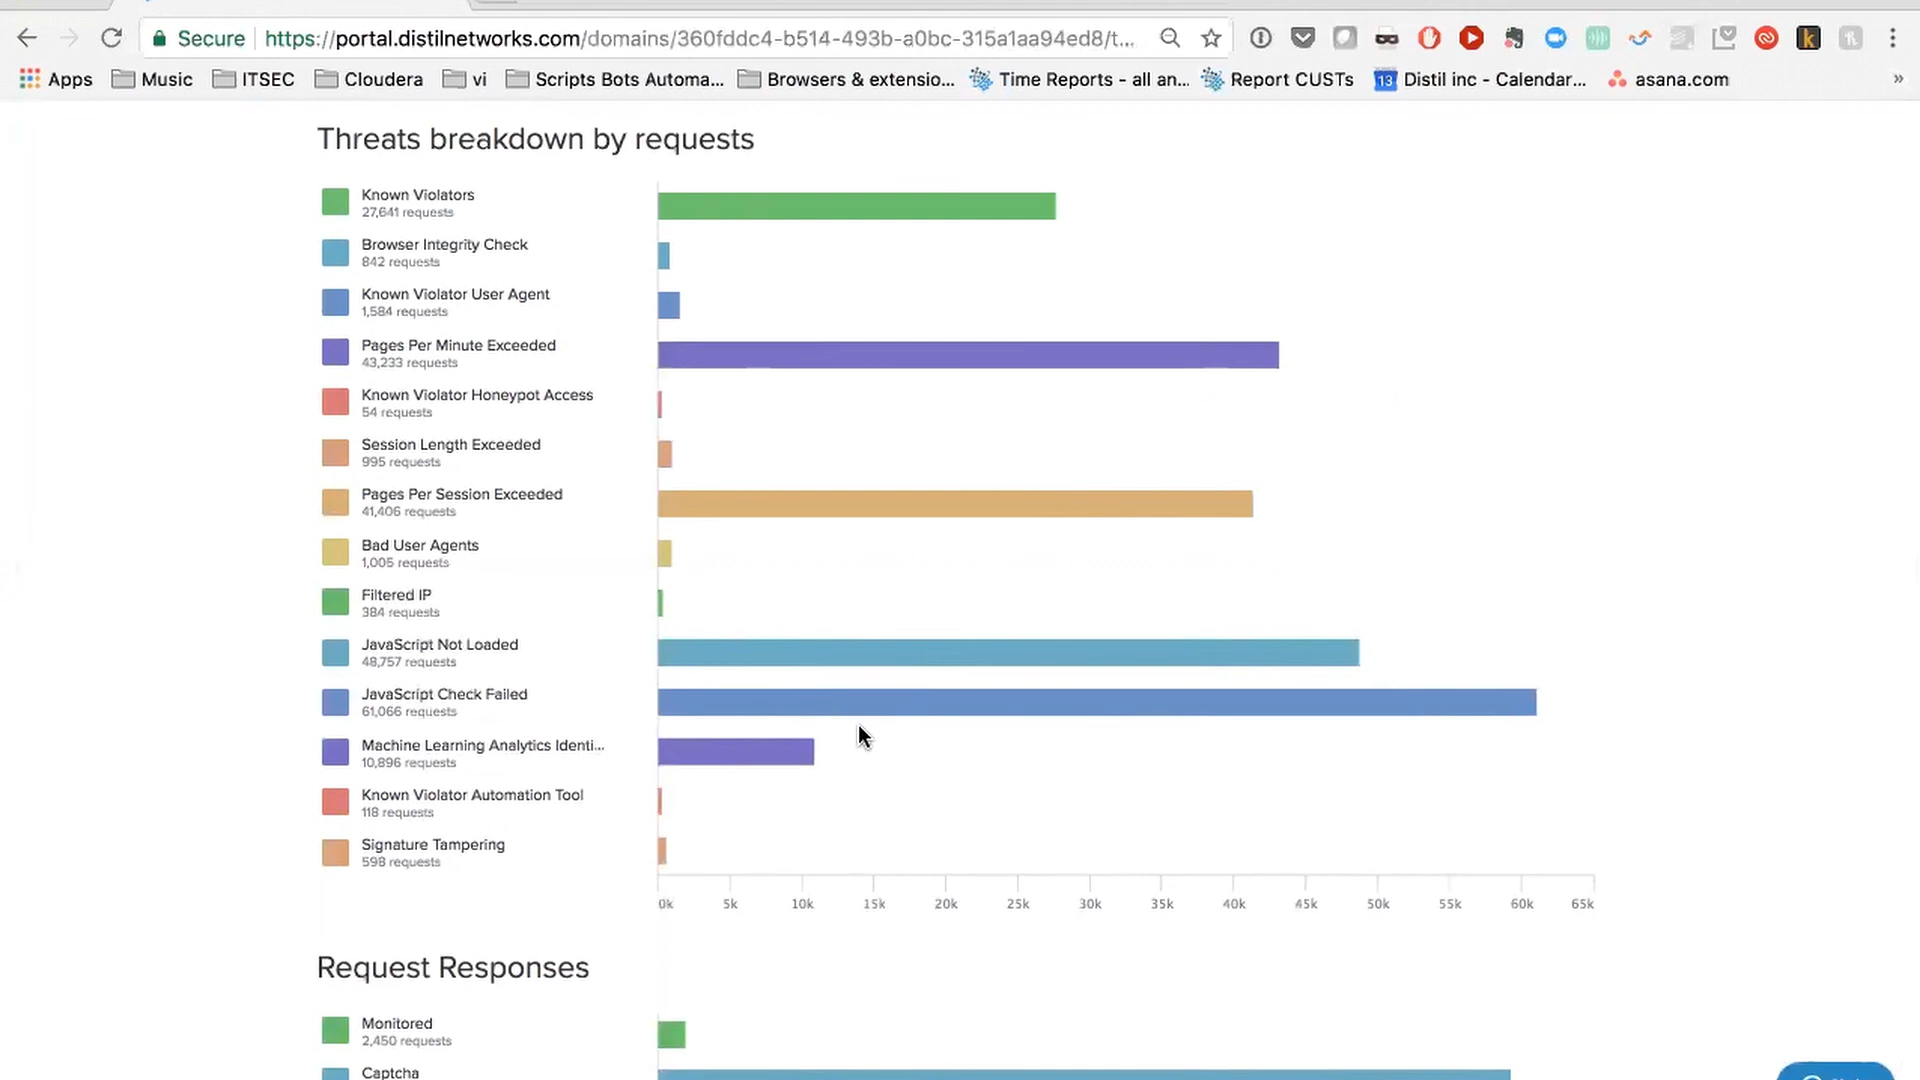 Secure https://portal.distilnetworks.com/domains/360fddc4-b514-493b-a0bc-315a1aa94ed8/t...
Apps Music ITSEC Cloudera vi Scripts Bots Automa... Browsers & extensio... Time Reports - all an... Report CUSTs 13 Distil inc - Calendar... asana.com »
Threats breakdown by requests
Known Violators
27,641 requests
Browser Integrity Check
842 requests
Known Violator User Agent
1,584 requests
Pages Per Minute Exceeded
43,233 requests
Known Violator Honeypot Access
54 requests
Session Length Exceeded
995 requests
Pages Per Session Exceeded
41,406 requests
Bad User Agents
1,005 requests
Filtered IP
384 requests
JavaScript Not Loaded
48,757 requests
JavaScript Check Failed
61,066 requests
Machine Learning Analytics Identi...
10,896 requests
Known Violator Automation Tool
118 requests
Signature Tampering
598 requests
0k 5k 10k 15k 20k 25k 30k 35k 40k 45k 50k 55k 60k 65k
Request Responses
Monitored
2,450 requests
Captcha